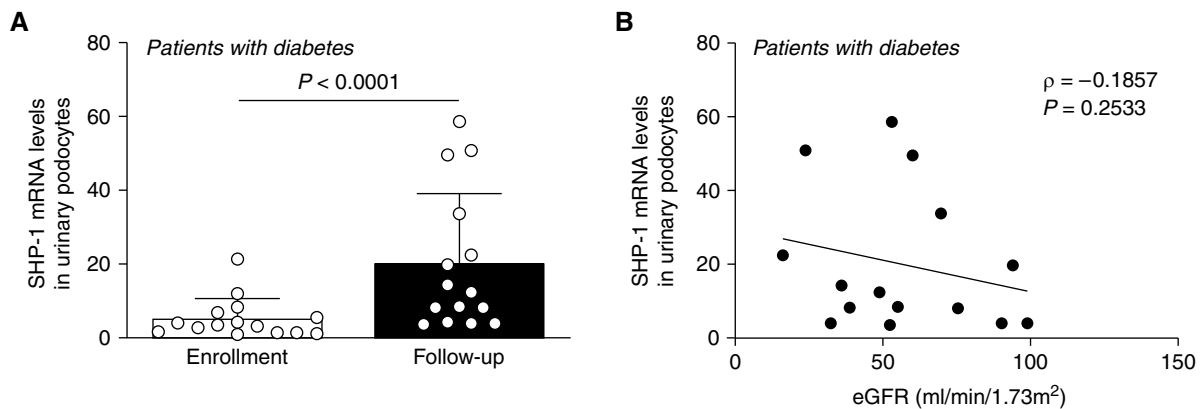 A
Patients with diabetes
P < 0.0001
SHP-1 mRNA levels
in urinary podocytes
80
60
40
20
0
Enrollment
Follow-up
B
Patients with diabetes
ρ = −0.1857
P = 0.2533
SHP-1 mRNA levels
in urinary podocytes
80
60
40
20
0
0
50
100
150
eGFR (ml/min/1.73m²)